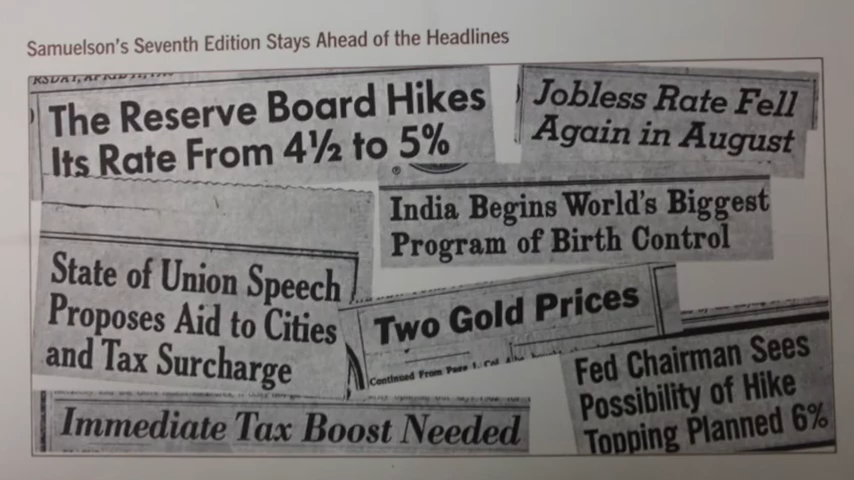 Samuelson's Seventh Edition Stays Ahead of the Headlines
The Reserve Board Hikes
Its Rate From 4½ to 5%
Jobless Rate Fell
Again in August
®
India Begins World's Biggest
Program of Birth Control
State of Union Speech
Proposes Aid to Cities
and Tax Surcharge
Two Gold Prices
Continued From Page 1, Col
Fed Chairman Sees
Possibility of Hike
Topping Planned 6%
Immediate Tax Boost Needed